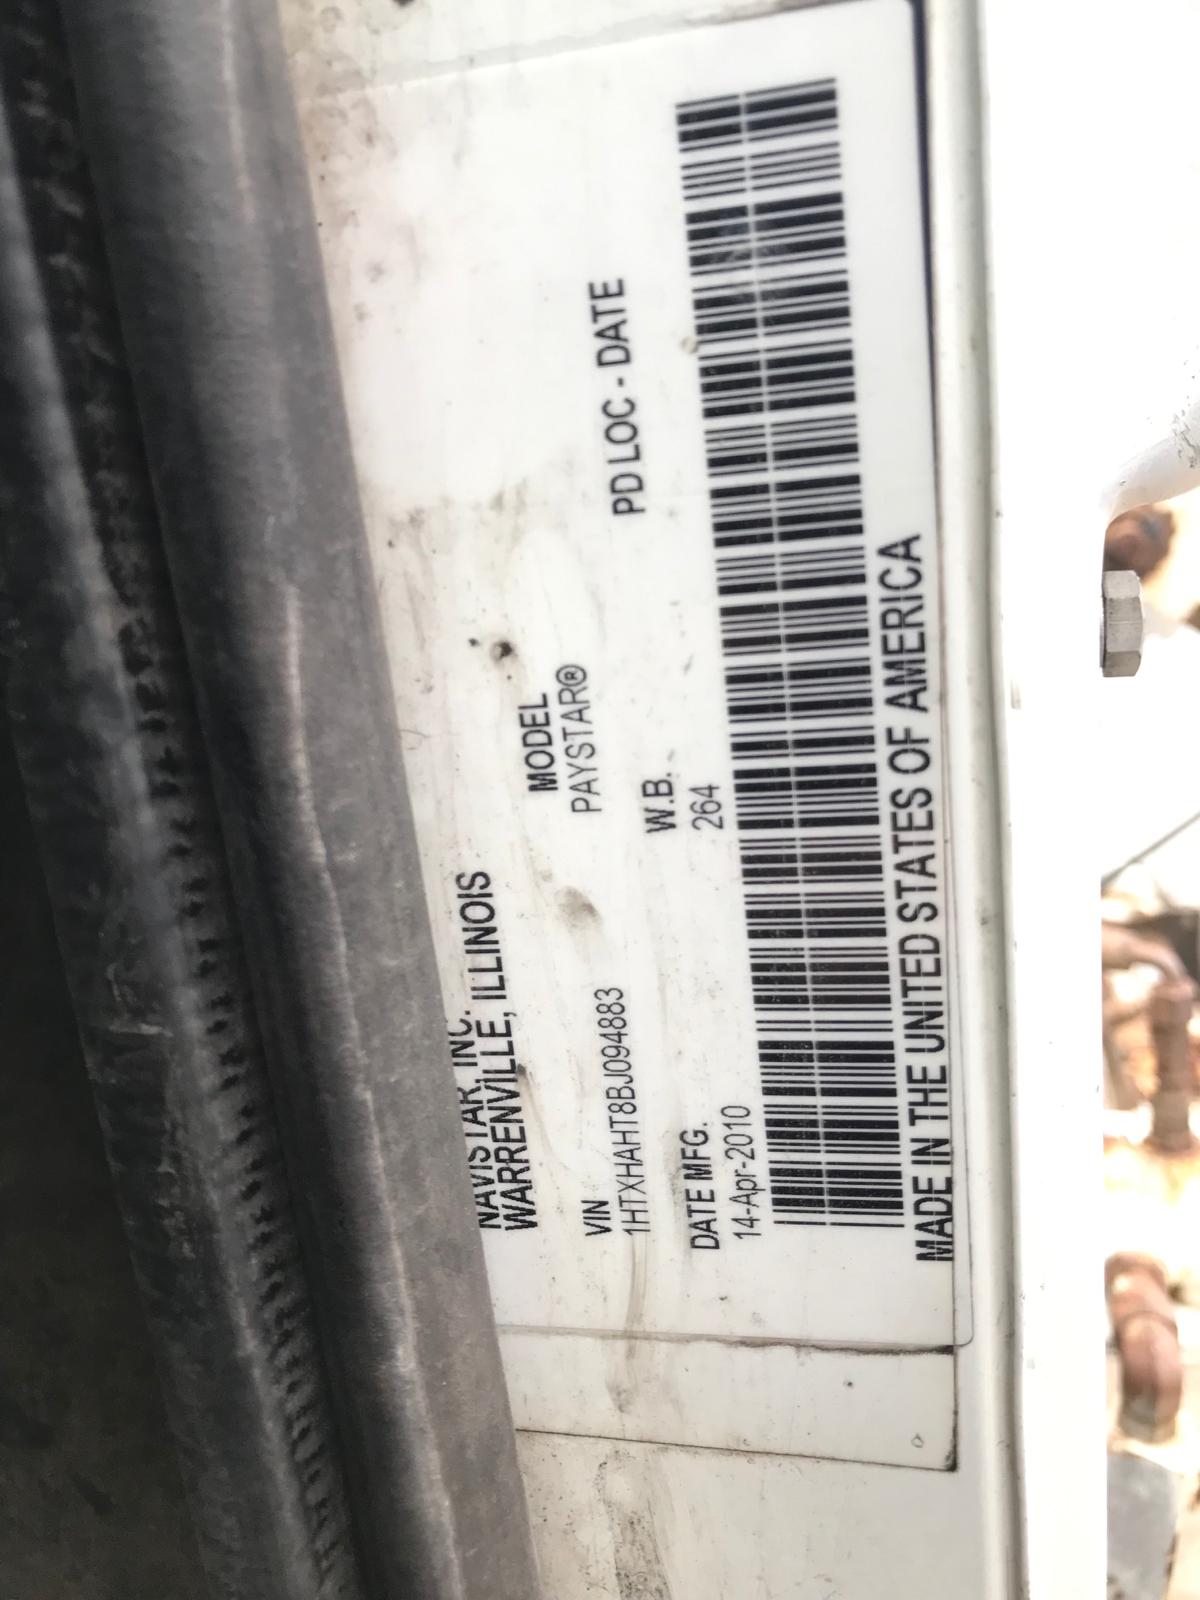 NAVISTAR, INC.
WARRENVILLE, ILLINOIS
VIN
1HTXHAHT8BJ094883
MODEL
PAYSTAR®
DATE MFG.
14-Apr-2010
W.B.
264
PD LOC - DATE
MADE IN THE UNITED STATES OF AMERICA